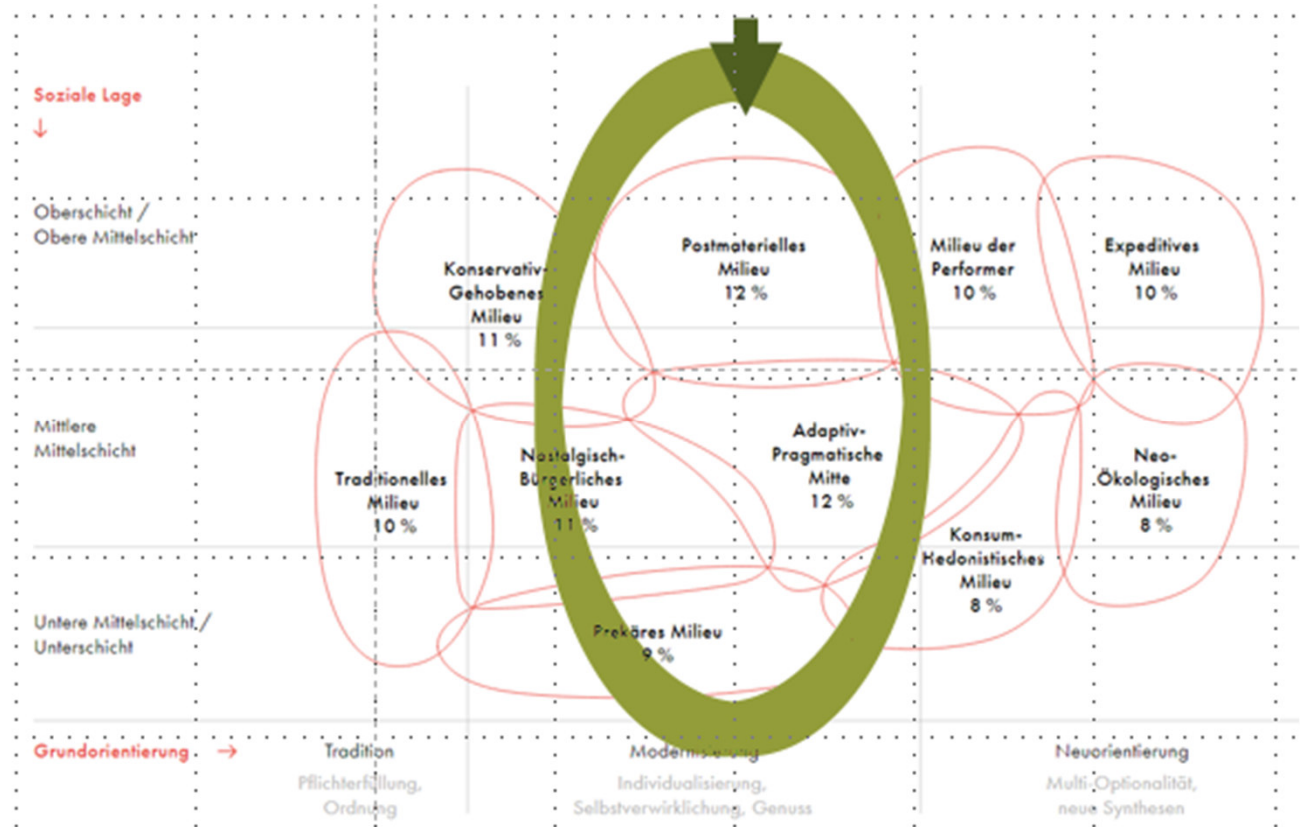 Soziale Lage
↓
Oberschicht /
Obere Mittelschicht
Konservativ-
Gehobenes
Milieu
11 %
Postmaterielles
Milieu
12 %
Milieu der
Performer
10 %
Expeditives
Milieu
10 %
Mittlere
Mittelschicht
Traditionelles
Milieu
10 %
Nostalgisch-
Bürgerliches
Milieu
11 %
Adaptiv-
Pragmatische
Mitte
12 %
Konsum-
Hedonistisches
Milieu
8 %
Neo-
Ökologisches
Milieu
8 %
Untere Mittelschicht /
Unterschicht
Prekäres Milieu
9 %
Grundorientierung →
Tradition
Pflichterfüllung,
Ordnung
Modernisierung
Individualisierung,
Selbstverwirklichung, Genuss
Neuorientierung
Multi-Optionalität,
neue Synthesen